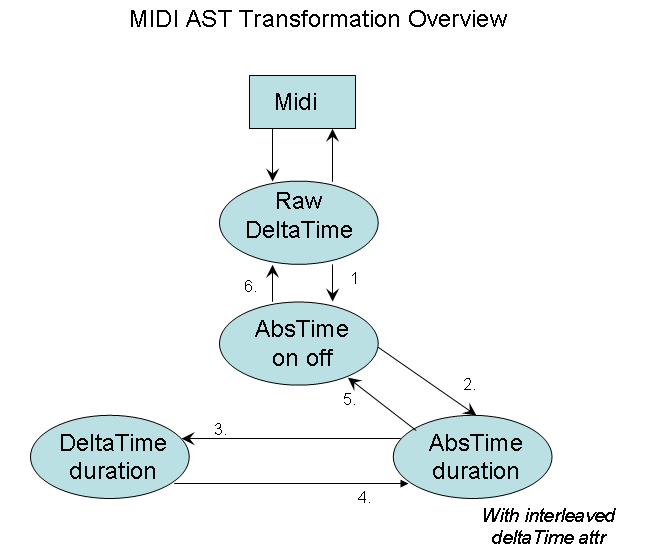 MIDI AST Transformation Overview
Midi
Raw
DeltaTime
6.
1
AbsTime
on off
2.
5.
3.
DeltaTime
duration
AbsTime
duration
4.
With interleaved
deltaTime attr